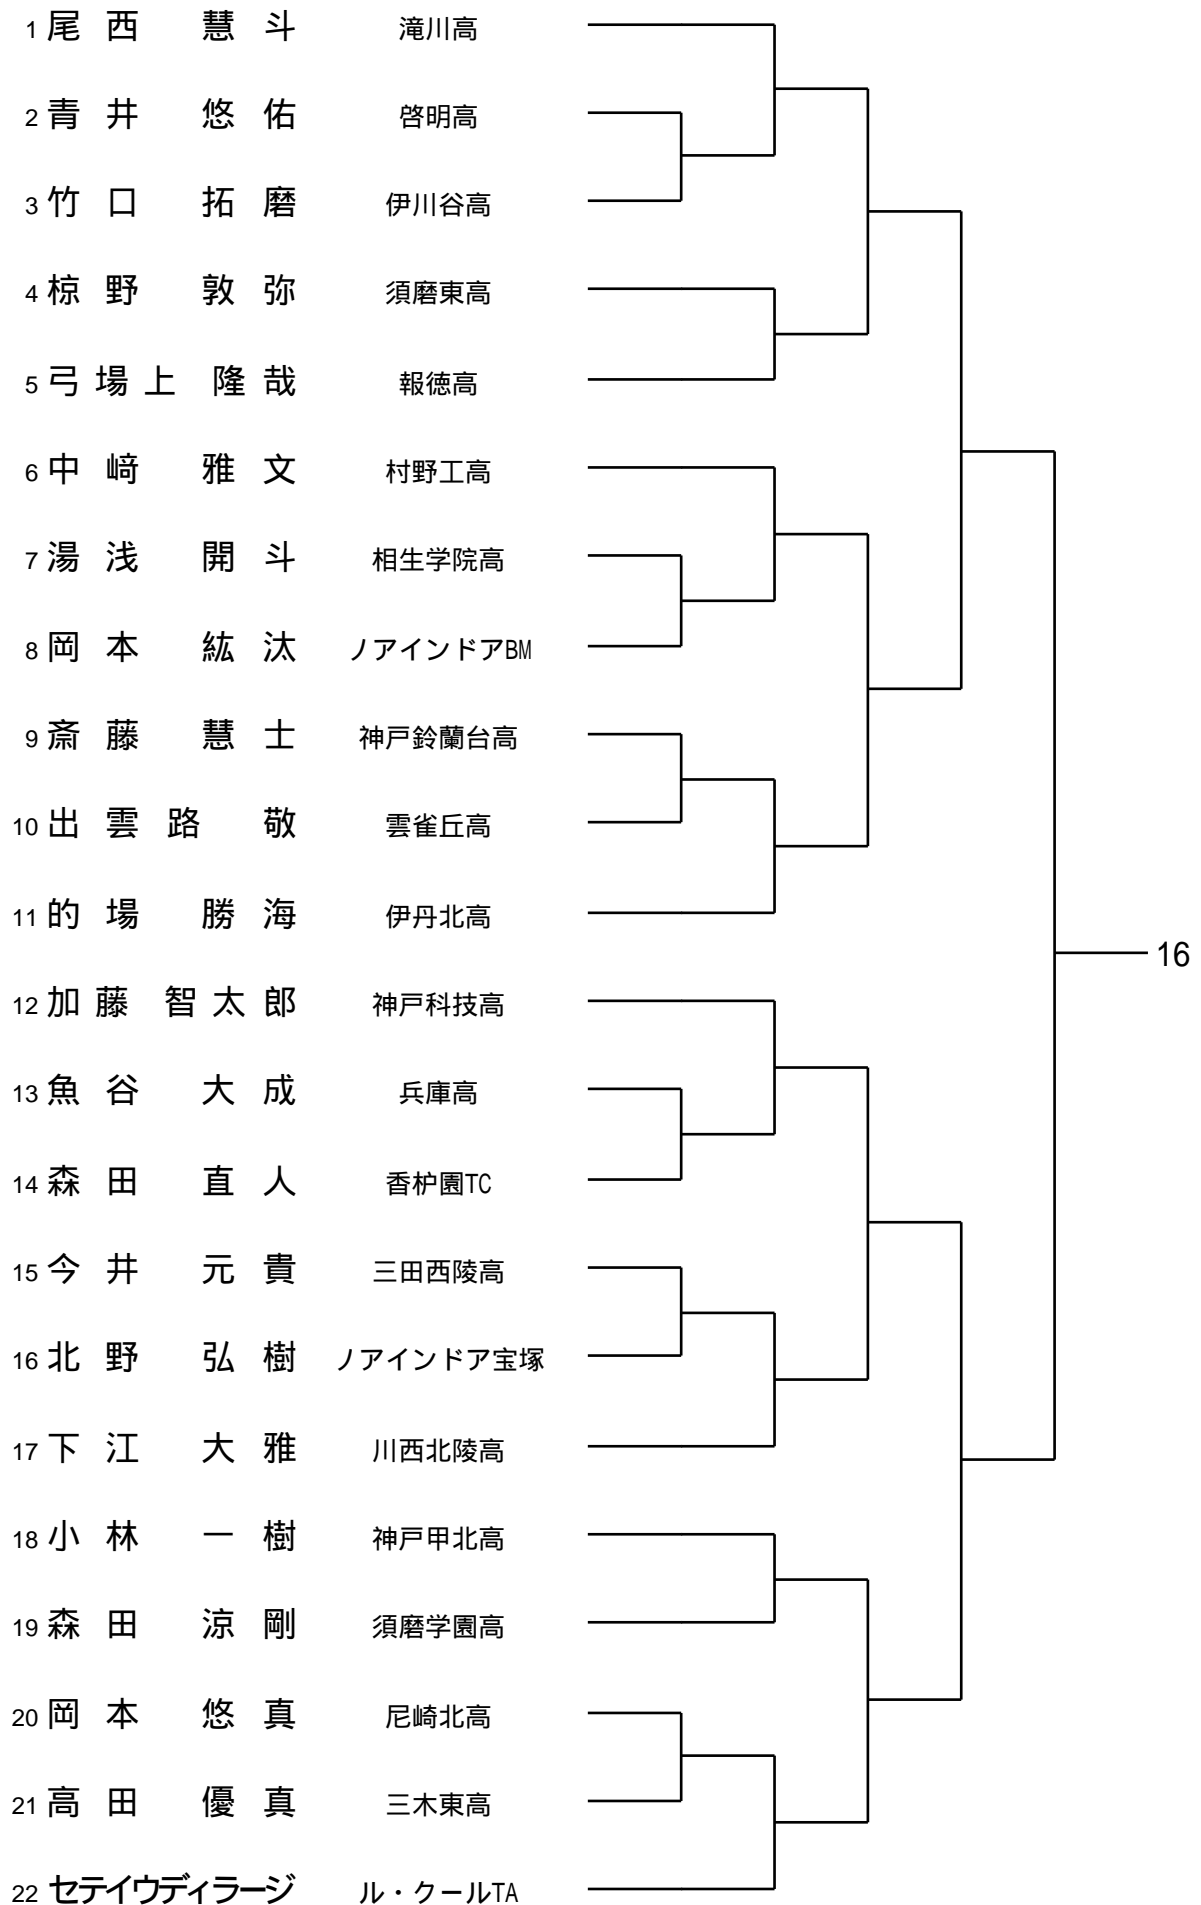 1 尾西 慧斗 滝川高
2 青井 悠佑 啓明高
3 竹口 拓磨 伊川谷高
4 椋野 敦弥 須磨東高
5 弓場上 隆哉 報徳高
6 中﨑 雅文 村野工高
7 湯浅 開斗 相生学院高
8 岡本 紘汰 ノアインドアBM
9 斎藤 慧士 神戸鈴蘭台高
10 出雲路 敬 雲雀丘高
11 的場 勝海 伊丹北高
16
12 加藤 智太郎 神戸科技高
13 魚谷 大成 兵庫高
14 森田 直人 香枦園TC
15 今井 元貴 三田西陵高
16 北野 弘樹 ノアインドア宝塚
17 下江 大雅 川西北陵高
18 小林 一樹 神戸甲北高
19 森田 涼剛 須磨学園高
20 岡本 悠真 尼崎北高
21 高田 優真 三木東高
22 セテイウディラージ ル・クールTA